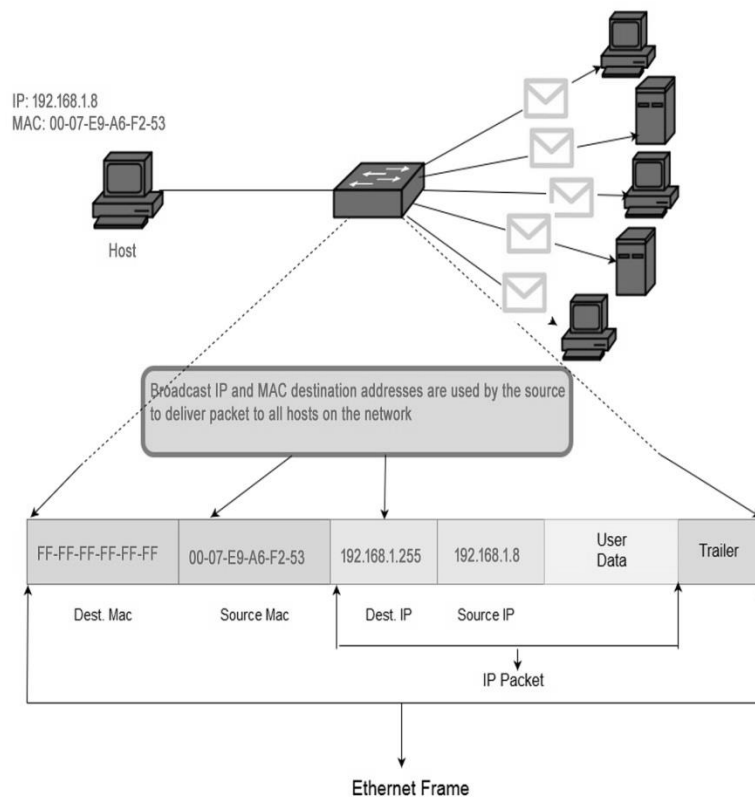 IP: 192.168.1.8
MAC: 00-07-E9-A6-F2-53
Host
Broadcast IP and MAC destination addresses are used by the source
to deliver packet to all hosts on the network
FF-FF-FF-FF-FF-FF
00-07-E9-A6-F2-53
192.168.1.255
192.168.1.8
User
Data
Trailer
Dest. Mac
Source Mac
Dest. IP
Source IP
IP Packet
Ethernet Frame